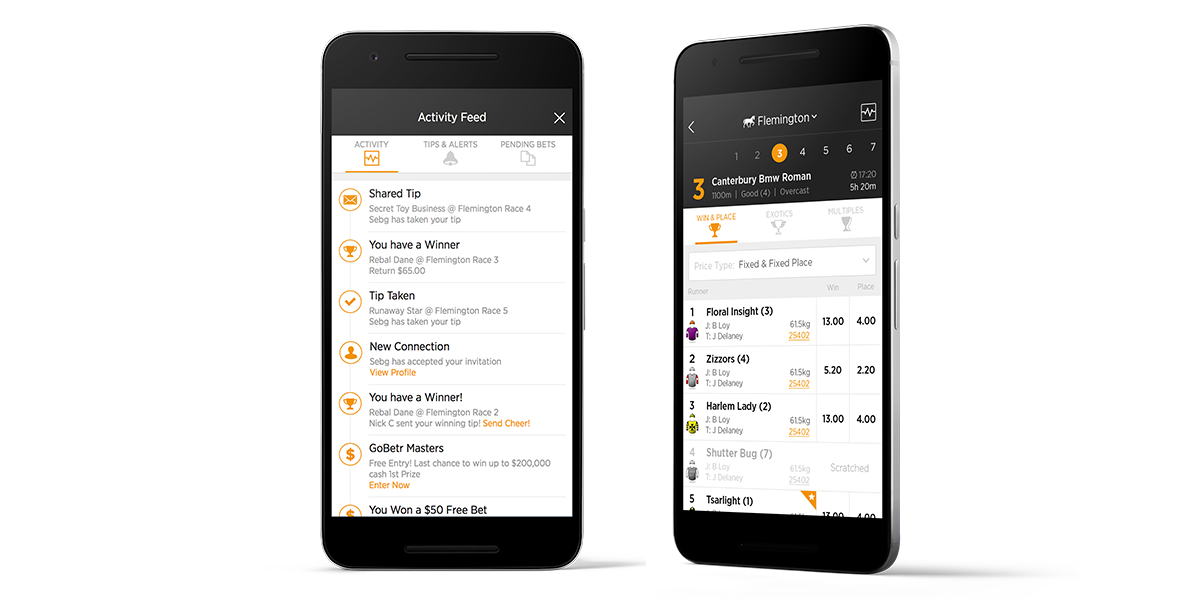 Activity Feed
ACTIVITY
TIPS & ALERTS
PENDING BETS
Shared Tip
Secret Toy Business @ Flemington Race 4
Sebg has taken your tip
You have a Winner
Rebal Dane @ Flemington Race 3
Return $65.00
Tip Taken
Runaway Star @ Flemington Race 5
Sebg has taken your tip
New Connection
Sebg has accepted your invitation
View Profile
You have a Winner!
Rebal Dane @ Flemington Race 2
Nick C sent your winning tip! Send Cheer!
GoBetr Masters
Free Entry! Last chance to win up to $200,000
cash 1st Prize
Enter Now
You Won a $50 Free Bet
Flemington
1 2 3 4 5 6 7
3
Canterbury Bmw Roman
17:20
1100m | Good (4) | Overcast
5h 20m
WIN & PLACE
EXOTICS
MULTIPLES
Price Type: Fixed & Fixed Place
Runner Win Place
1 Floral Insight (3)
J: B Loy 61.5kg
T: J Delaney 25402
13.00 4.00
2 Zizzors (4)
J: B Loy 61.5kg
T: J Delaney 25402
5.20 2.20
3 Harlem Lady (2)
J: B Loy 61.5kg
T: J Delaney 25402
13.00 4.00
4 Shutter Bug (7)
J: B Loy 61.5kg
T: J Delaney 25402
Scratched
5 Tsarlight (1)
J: B Loy 61.5kg
13.00 4.00